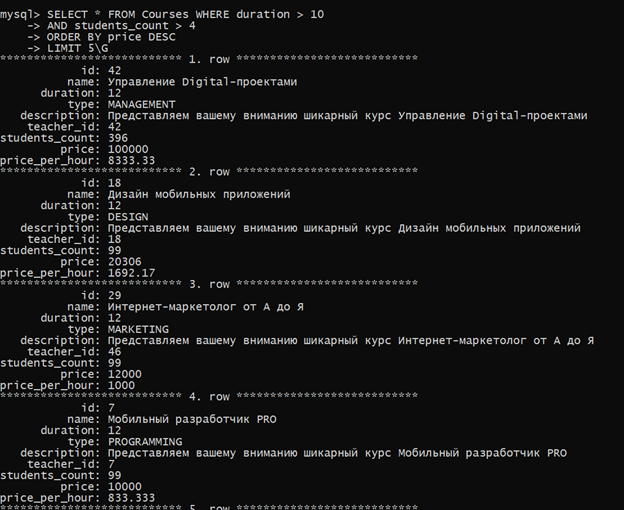 mysql> SELECT * FROM Courses WHERE duration > 10
    -> AND students_count > 4
    -> ORDER BY price DESC
    -> LIMIT 5\G
*************************** 1. row ***************************
             id: 42
           name: Управление Digital-проектами
       duration: 12
           type: MANAGEMENT
    description: Представляем вашему вниманию шикарный курс Управление Digital-проектами
     teacher_id: 42
 students_count: 396
          price: 100000
price_per_hour: 8333.33
*************************** 2. row ***************************
             id: 18
           name: Дизайн мобильных приложений
       duration: 12
           type: DESIGN
    description: Представляем вашему вниманию шикарный курс Дизайн мобильных приложений
     teacher_id: 18
 students_count: 99
          price: 20306
price_per_hour: 1692.17
*************************** 3. row ***************************
             id: 29
           name: Интернет-маркетолог от А до Я
       duration: 12
           type: MARKETING
    description: Представляем вашему вниманию шикарный курс Интернет-маркетолог от А до Я
     teacher_id: 46
 students_count: 99
          price: 12000
price_per_hour: 1000
*************************** 4. row ***************************
             id: 7
           name: Мобильный разработчик PRO
       duration: 12
           type: PROGRAMMING
    description: Представляем вашему вниманию шикарный курс Мобильный разработчик PRO
     teacher_id: 7
 students_count: 99
          price: 10000
price_per_hour: 833.333
*************************** 5. row ***************************